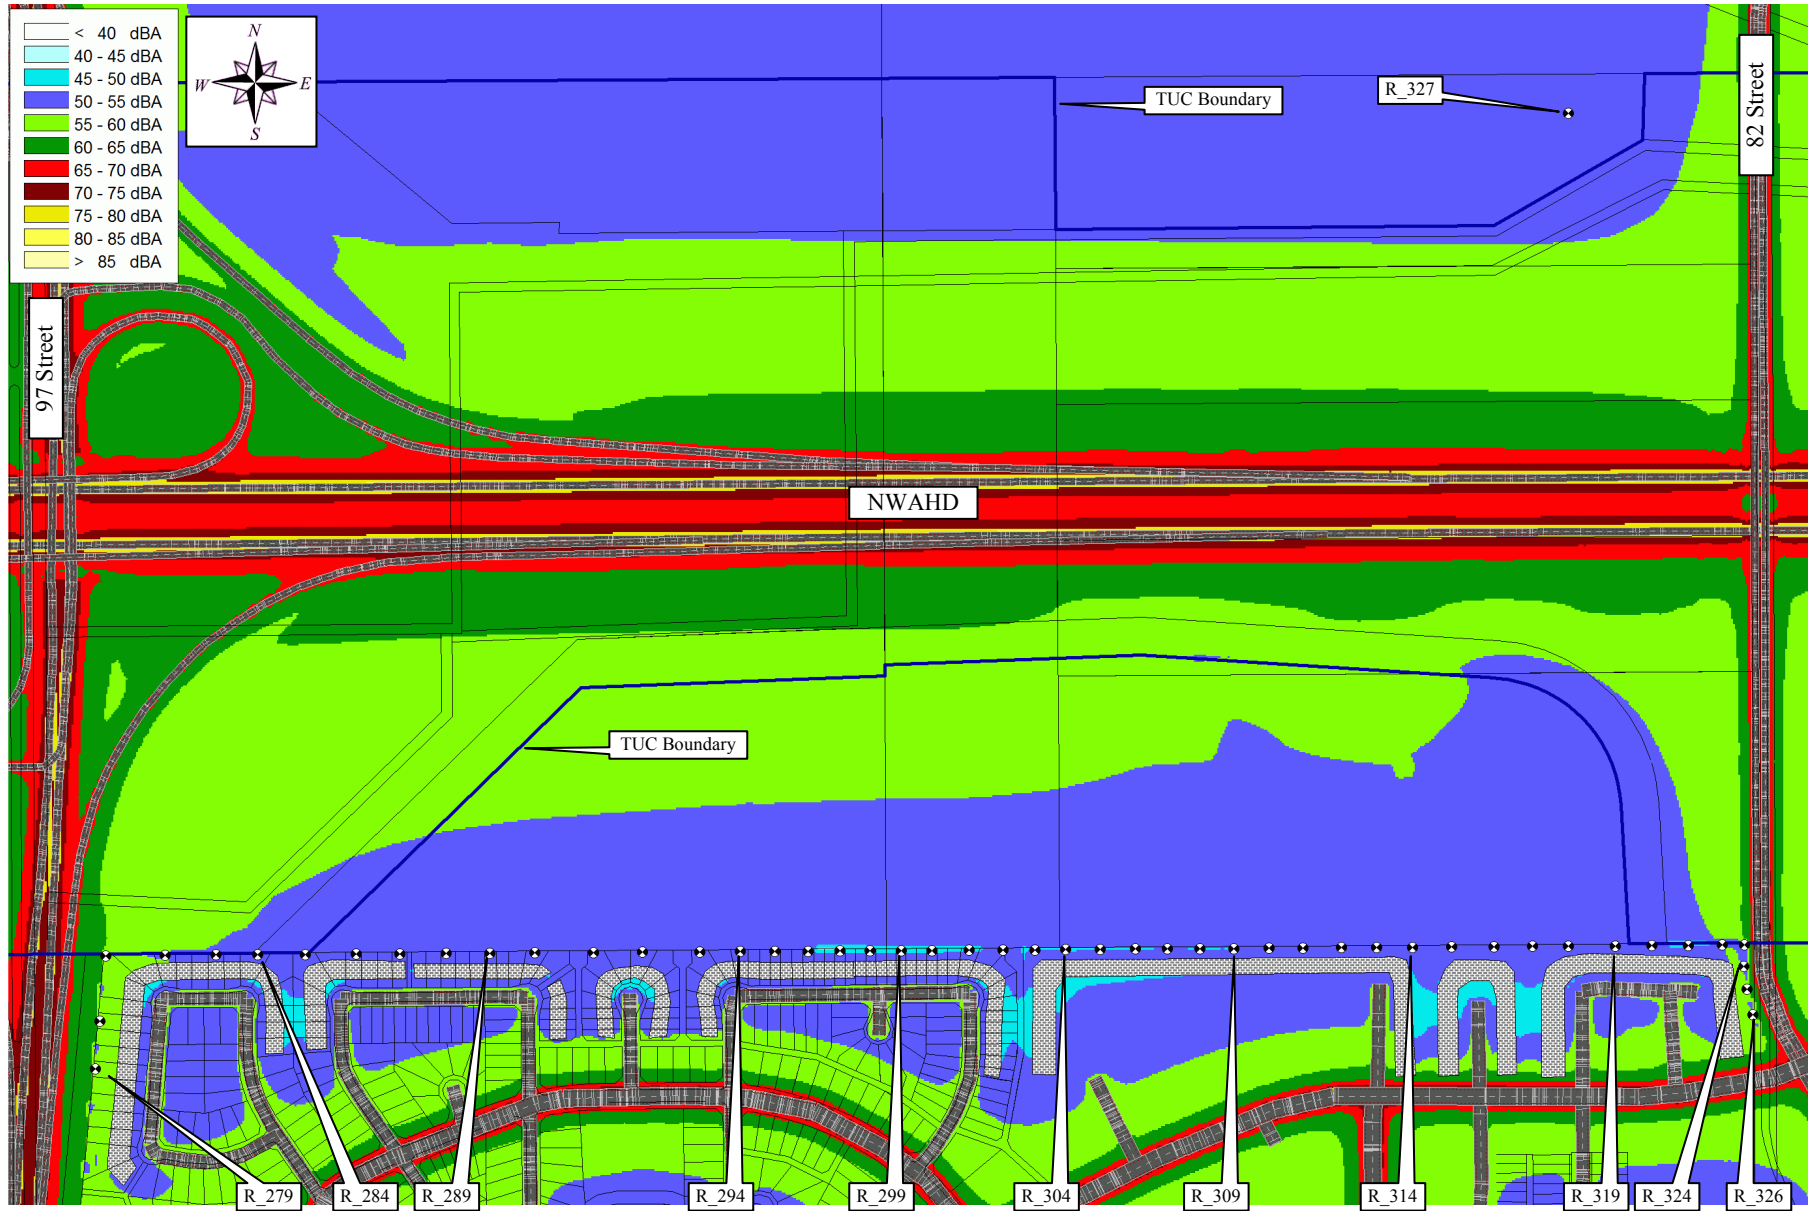 < 40 dBA
40 - 45 dBA
45 - 50 dBA
50 - 55 dBA
55 - 60 dBA
60 - 65 dBA
65 - 70 dBA
70 - 75 dBA
75 - 80 dBA
80 - 85 dBA
> 85 dBA
N
W E
S
TUC Boundary
R_327
82 Street
97 Street
NWAHD
TUC Boundary
R_279
R_284
R_289
R_294
R_299
R_304
R_309
R_314
R_319
R_324
R_326